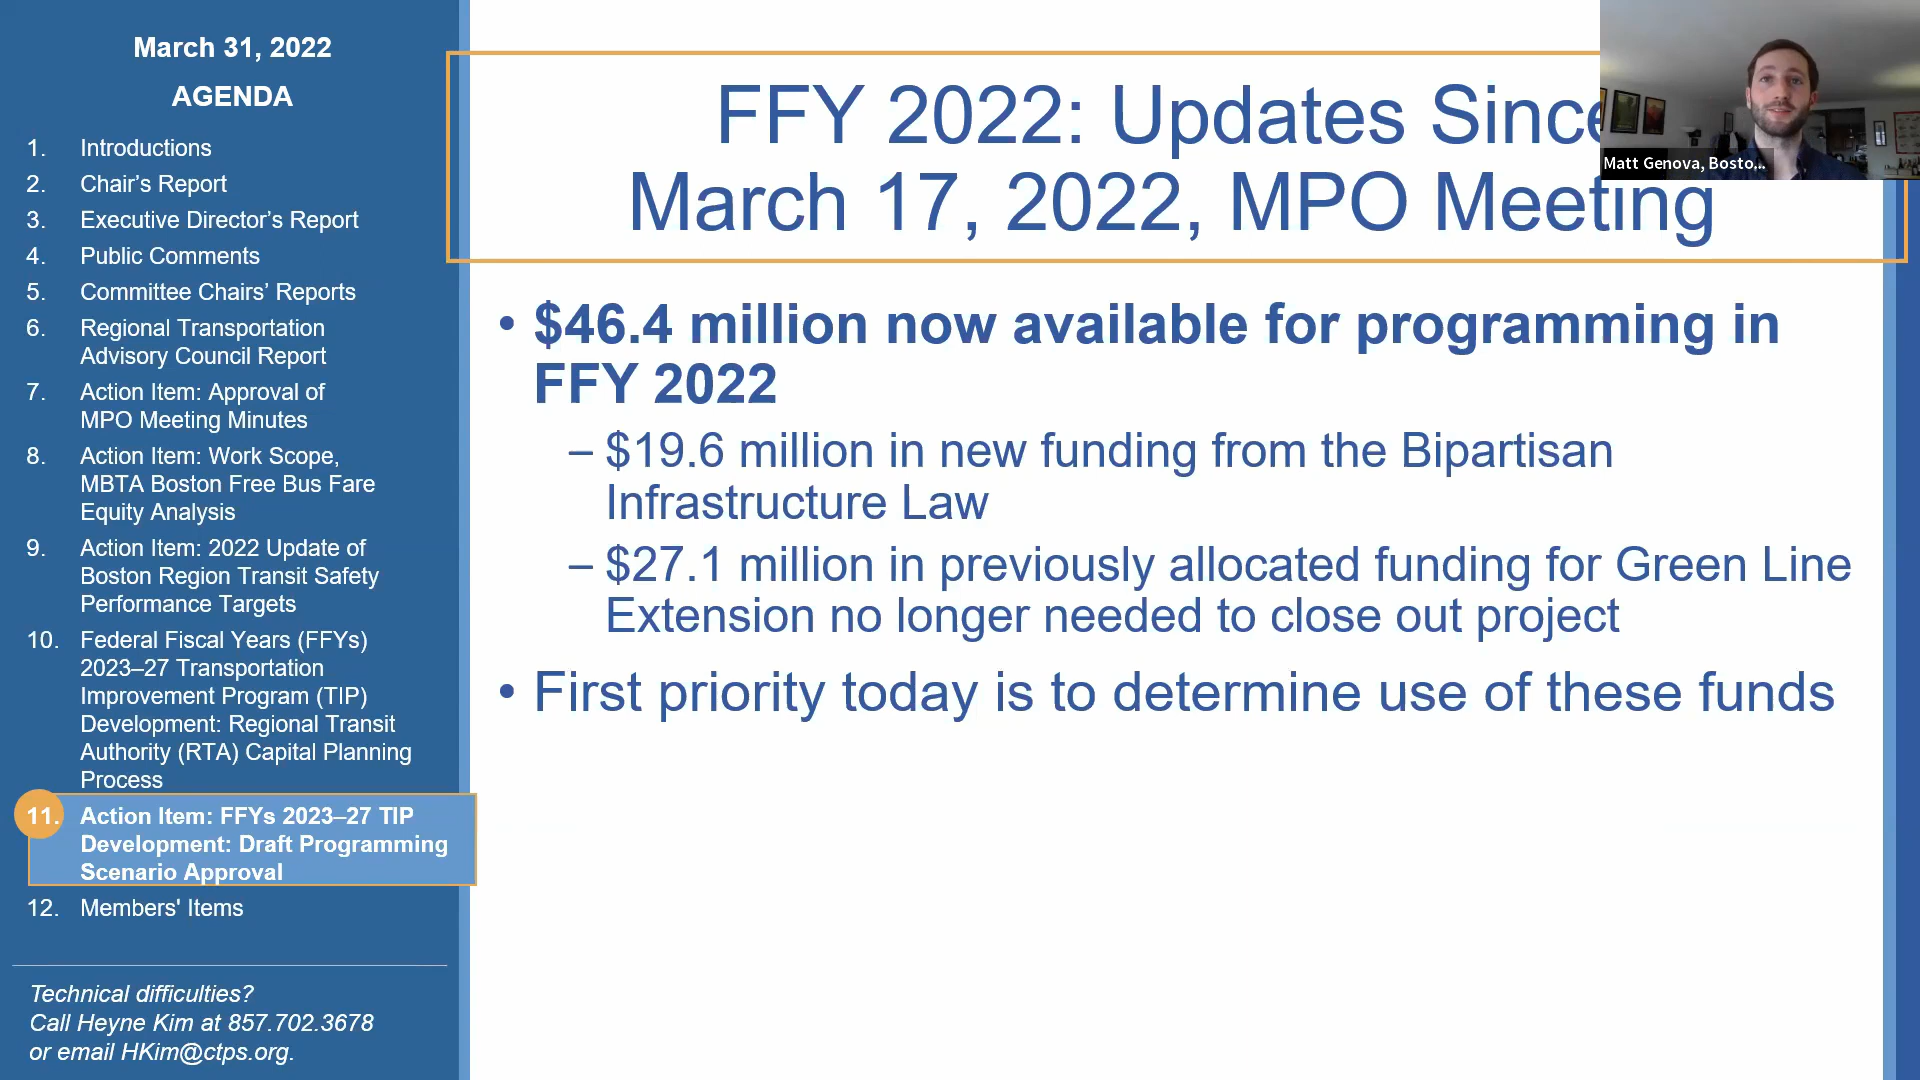 March 31, 2022
AGENDA
1. Introductions
2. Chair's Report
3. Executive Director's Report
4. Public Comments
5. Committee Chairs' Reports
6. Regional Transportation
Advisory Council Report
7. Action Item: Approval of
MPO Meeting Minutes
8. Action Item: Work Scope,
MBTA Boston Free Bus Fare
Equity Analysis
9. Action Item: 2022 Update of
Boston Region Transit Safety
Performance Targets
10. Federal Fiscal Years (FFYs)
2023–27 Transportation
Improvement Program (TIP)
Development: Regional Transit
Authority (RTA) Capital Planning
Process
11. Action Item: FFYs 2023–27 TIP
Development: Draft Programming
Scenario Approval
12. Members' Items
Technical difficulties?
Call Heyne Kim at 857.702.3678
or email HKim@ctps.org.
FFY 2022: Updates Since
March 17, 2022, MPO Meeting
• $46.4 million now available for programming in
FFY 2022
– $19.6 million in new funding from the Bipartisan
Infrastructure Law
– $27.1 million in previously allocated funding for Green Line
Extension no longer needed to close out project
• First priority today is to determine use of these funds
Matt Genova, Bosto,...